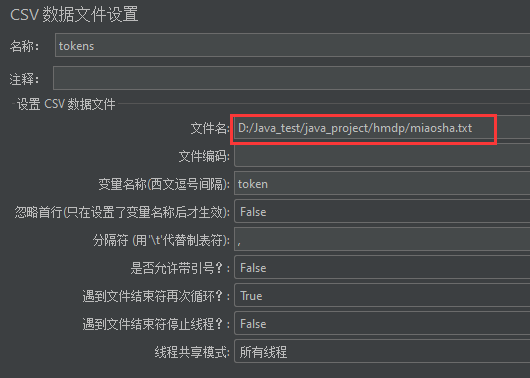 CSV 数据文件设置
名称: tokens
注释:
设置 CSV 数据文件
文件名: D:/Java_test/java_project/hmdp/miaosha.txt
文件编码:
变量名称(西文逗号间隔): token
忽略首行(只在设置了变量名称后才生效): False
分隔符 (用'\t'代替制表符): ,
是否允许带引号?: False
遇到文件结束符再次循环?: True
遇到文件结束符停止线程?: False
线程共享模式: 所有线程